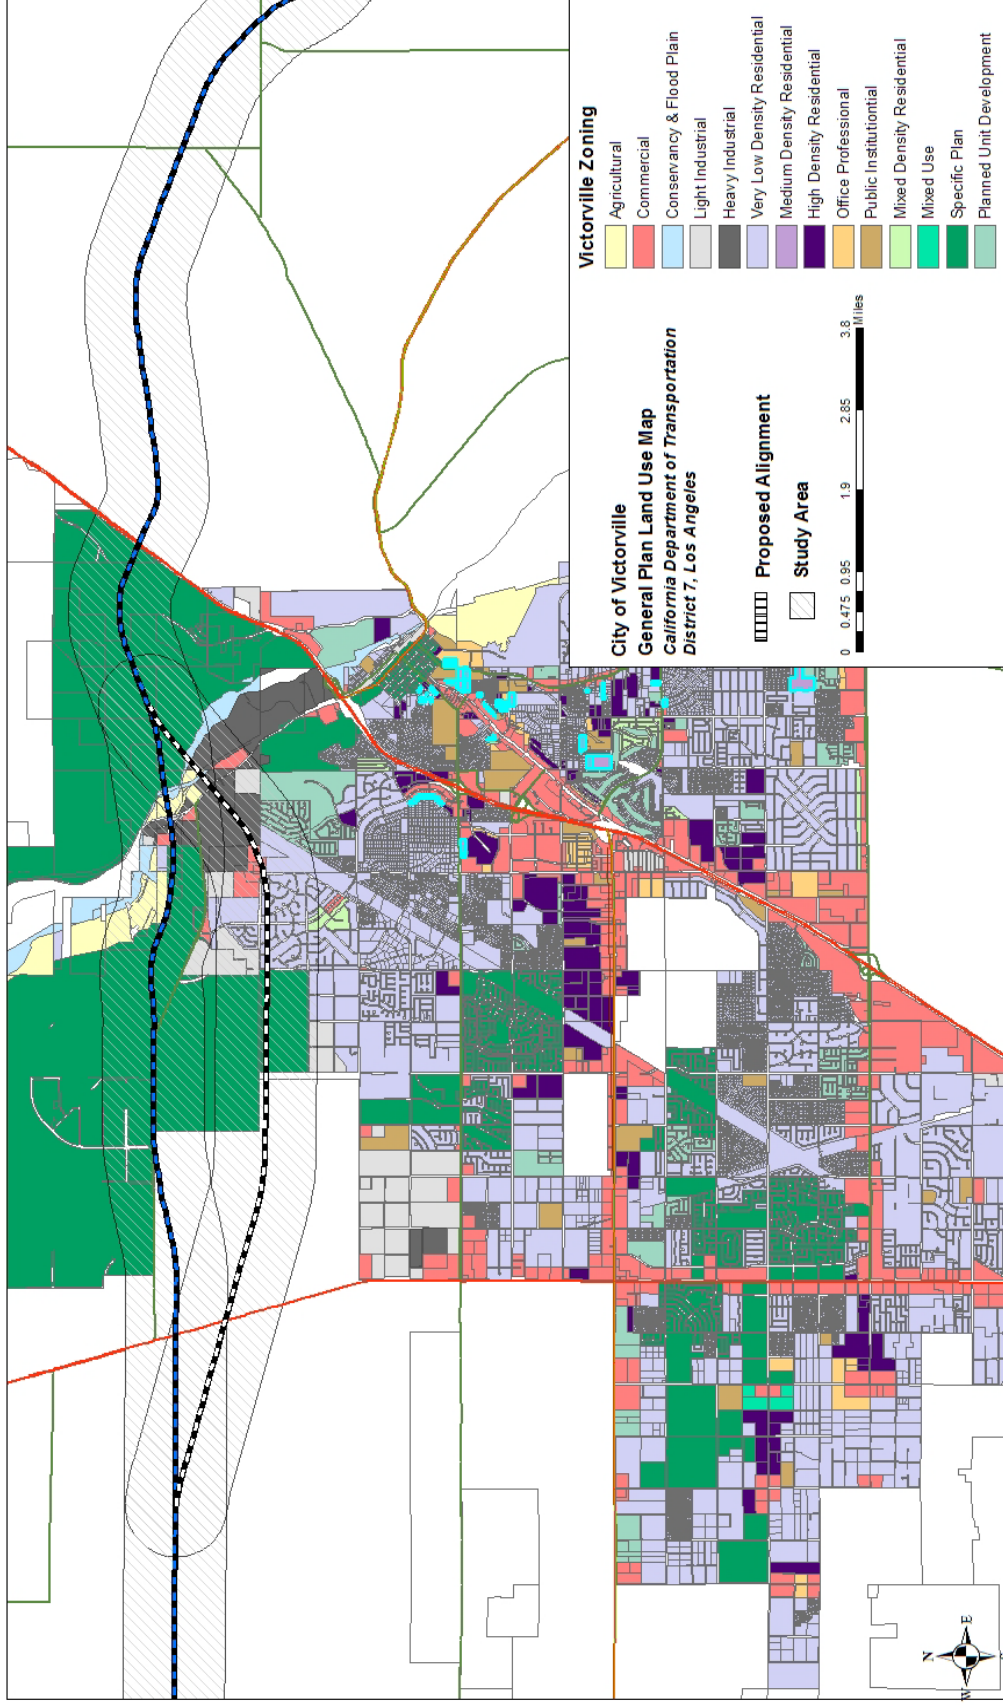 City of Victorville
General Plan Land Use Map
California Department of Transportation
District 7, Los Angeles
Proposed Alignment
Study Area
0 0.475 0.95 1.9 2.85 3.8
Miles
Victorville Zoning
Agricultural
Commercial
Conservancy & Flood Plain
Light Industrial
Heavy Industrial
Very Low Density Residential
Medium Density Residential
High Density Residential
Office Professional
Public Institutiontial
Mixed Density Residential
Mixed Use
Specific Plan
Planned Unit Development
N
W E